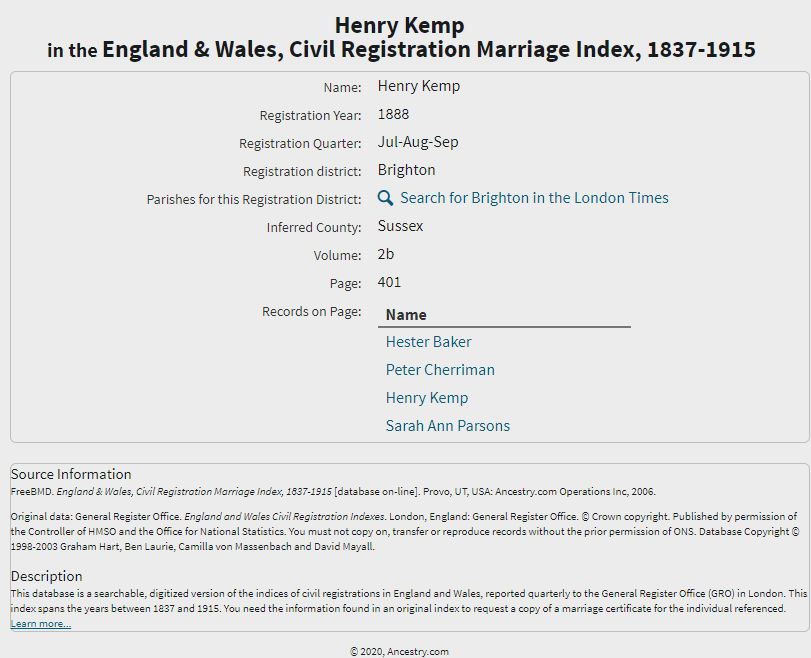 Henry Kemp
in the England & Wales, Civil Registration Marriage Index, 1837-1915
Name: Henry Kemp
Registration Year: 1888
Registration Quarter: Jul-Aug-Sep
Registration district: Brighton
Parishes for this Registration District: Search for Brighton in the London Times
Inferred County: Sussex
Volume: 2b
Page: 401
Records on Page: Name
Hester Baker
Peter Cherriman
Henry Kemp
Sarah Ann Parsons
Source Information
FreeBMD. England & Wales, Civil Registration Marriage Index, 1837-1915 [database on-line]. Provo, UT, USA: Ancestry.com Operations Inc, 2006.
Original data: General Register Office. England and Wales Civil Registration Indexes. London, England: General Register Office. © Crown copyright. Published by permission of
the Controller of HMSO and the Office for National Statistics. You must not copy on, transfer or reproduce records without the prior permission of ONS. Database Copyright ©
1998-2003 Graham Hart, Ben Laurie, Camilla von Massenbach and David Mayall.
Description
This database is a searchable, digitized version of the indices of civil registrations in England and Wales, reported quarterly to the General Register Office (GRO) in London. This
index spans the years between 1837 and 1915. You need the information found in an original index to request a copy of a marriage certificate for the individual referenced.
Learn more...
© 2020, Ancestry.com